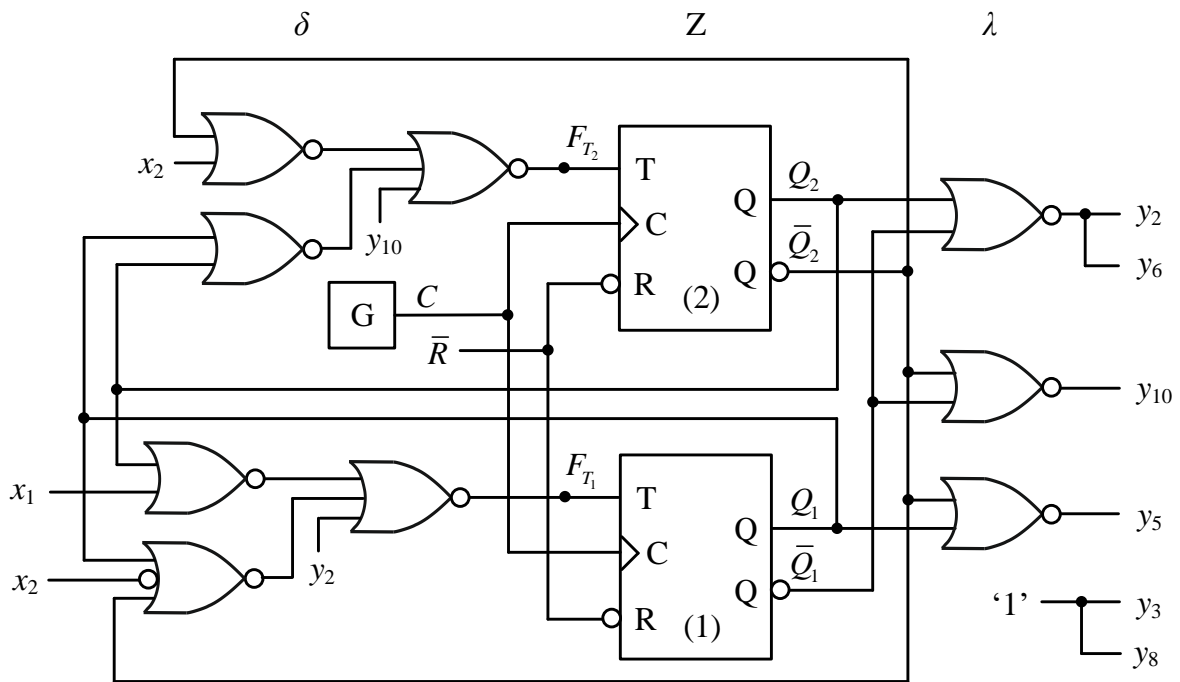 δ Z λ
x₂
y₁₀
F_T₂
T
C
R
Q
Q
(2)
Q₂
Q̅₂
y₂
y₆
G
C
R̅
y₁₀
x₁
x₂
y₂
F_T₁
T
C
R
Q
Q
(1)
Q₁
Q̅₁
y₅
‘1’
y₃
y₈